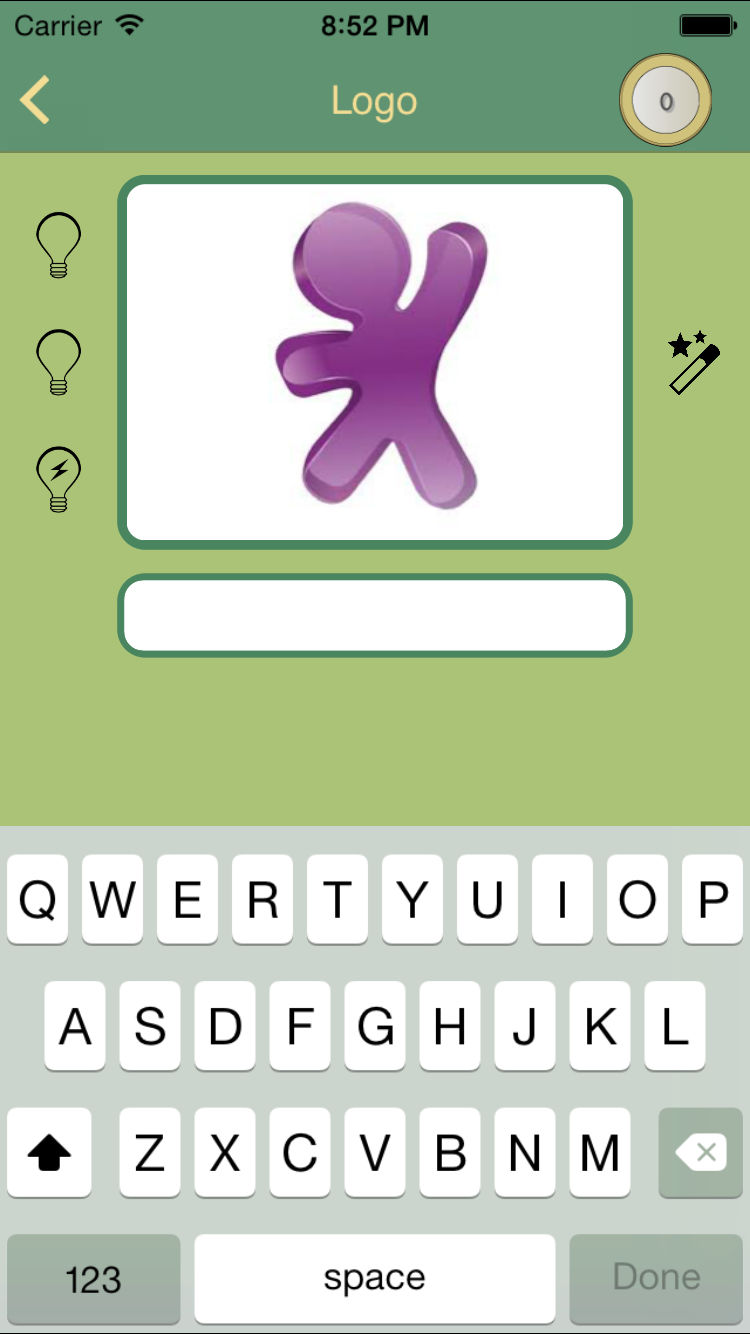 Carrier 8:52 PM
Logo 0
Q W E R T Y U I O P
A S D F G H J K L
Z X C V B N M
123 space Done